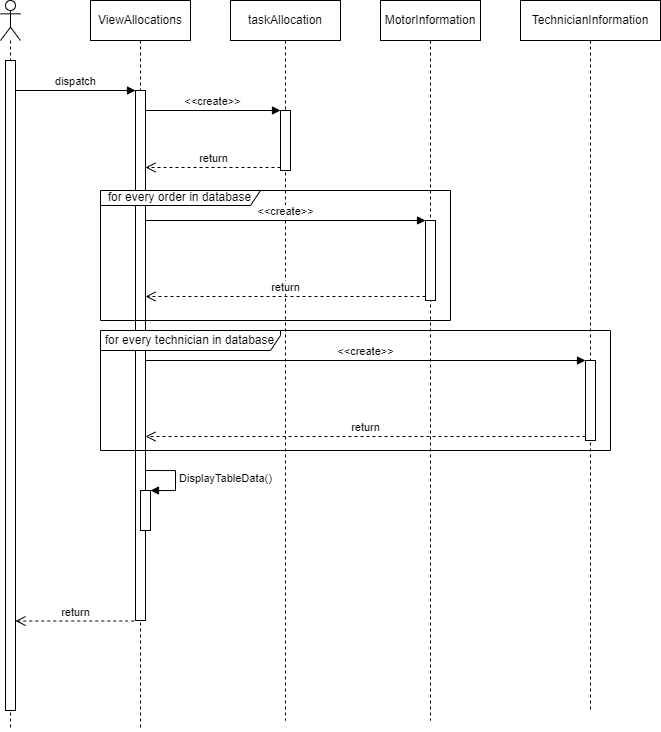 ViewAllocations
taskAllocation
MotorInformation
TechnicianInformation
dispatch
<<create>>
return
for every order in database
<<create>>
return
for every technician in database
<<create>>
return
DisplayTableData()
return